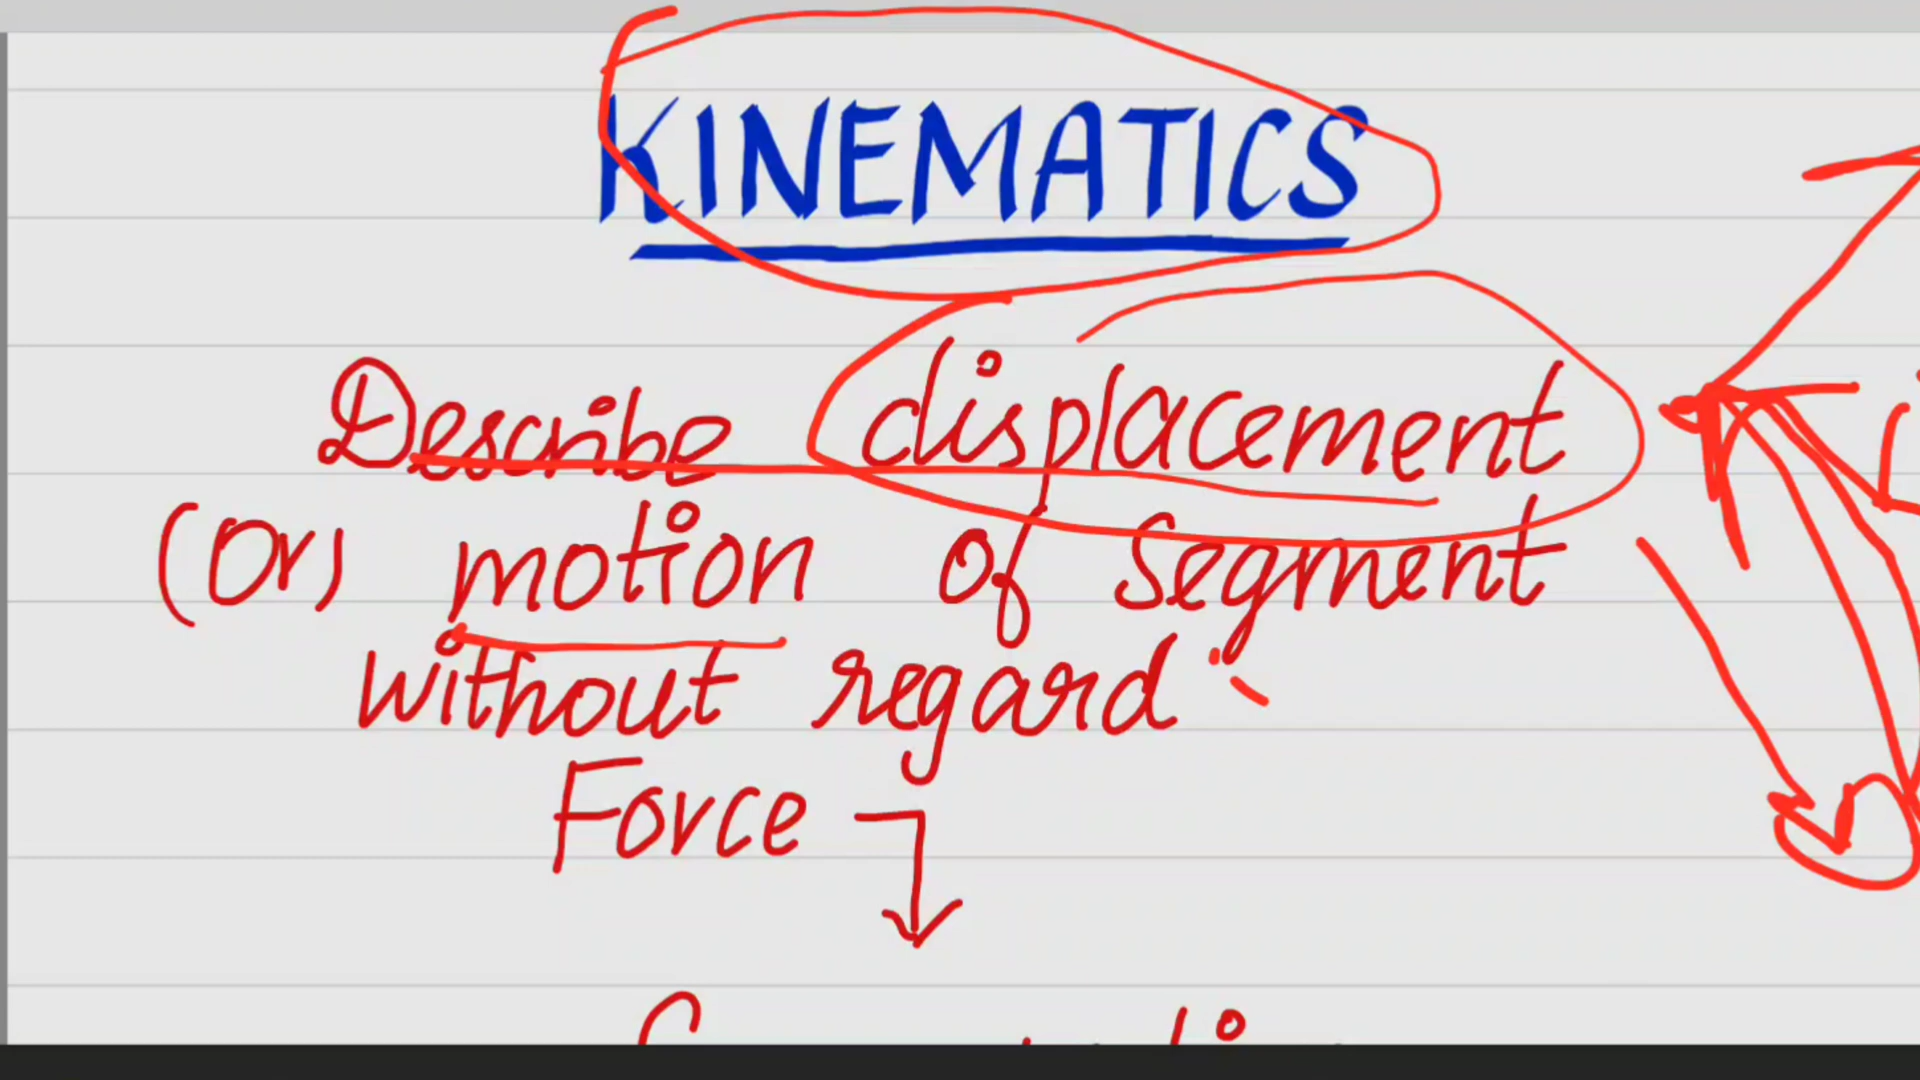 KINEMATICS
Describe displacement
(Or) motion of Segment
without regard
Force